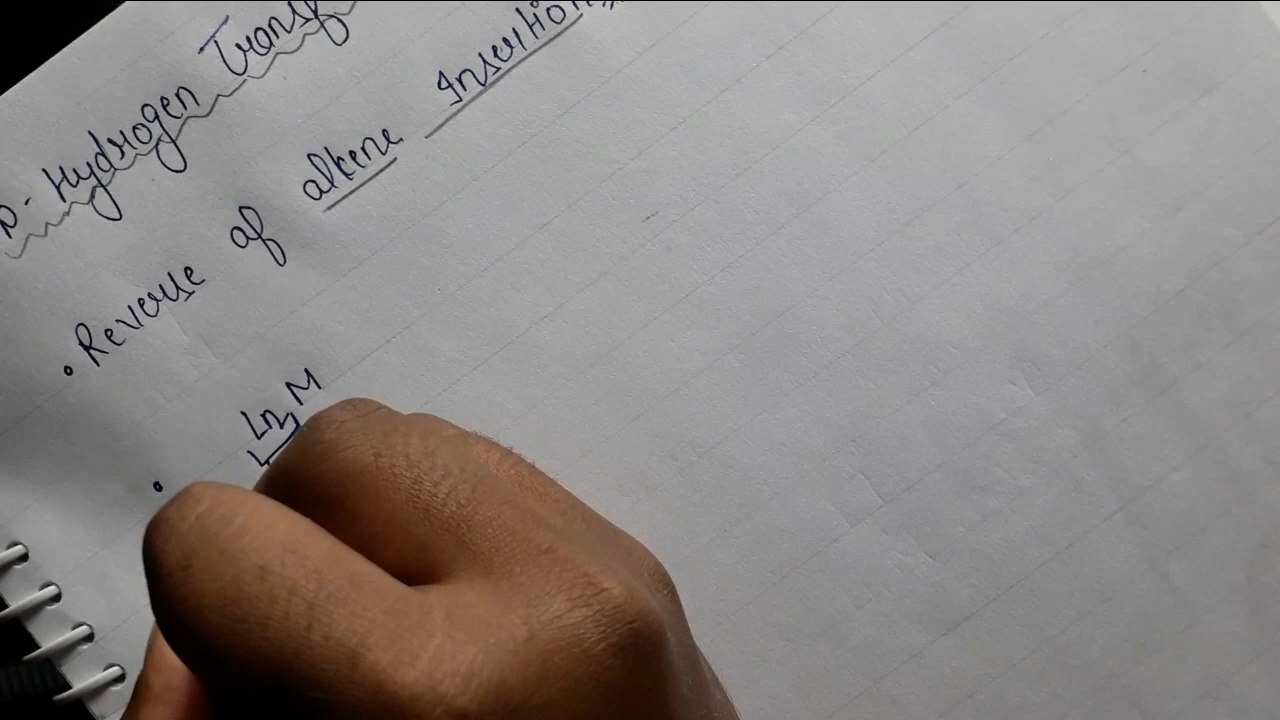 Hydrogen Transf
• Reverse of alkene Insertion
• LnM